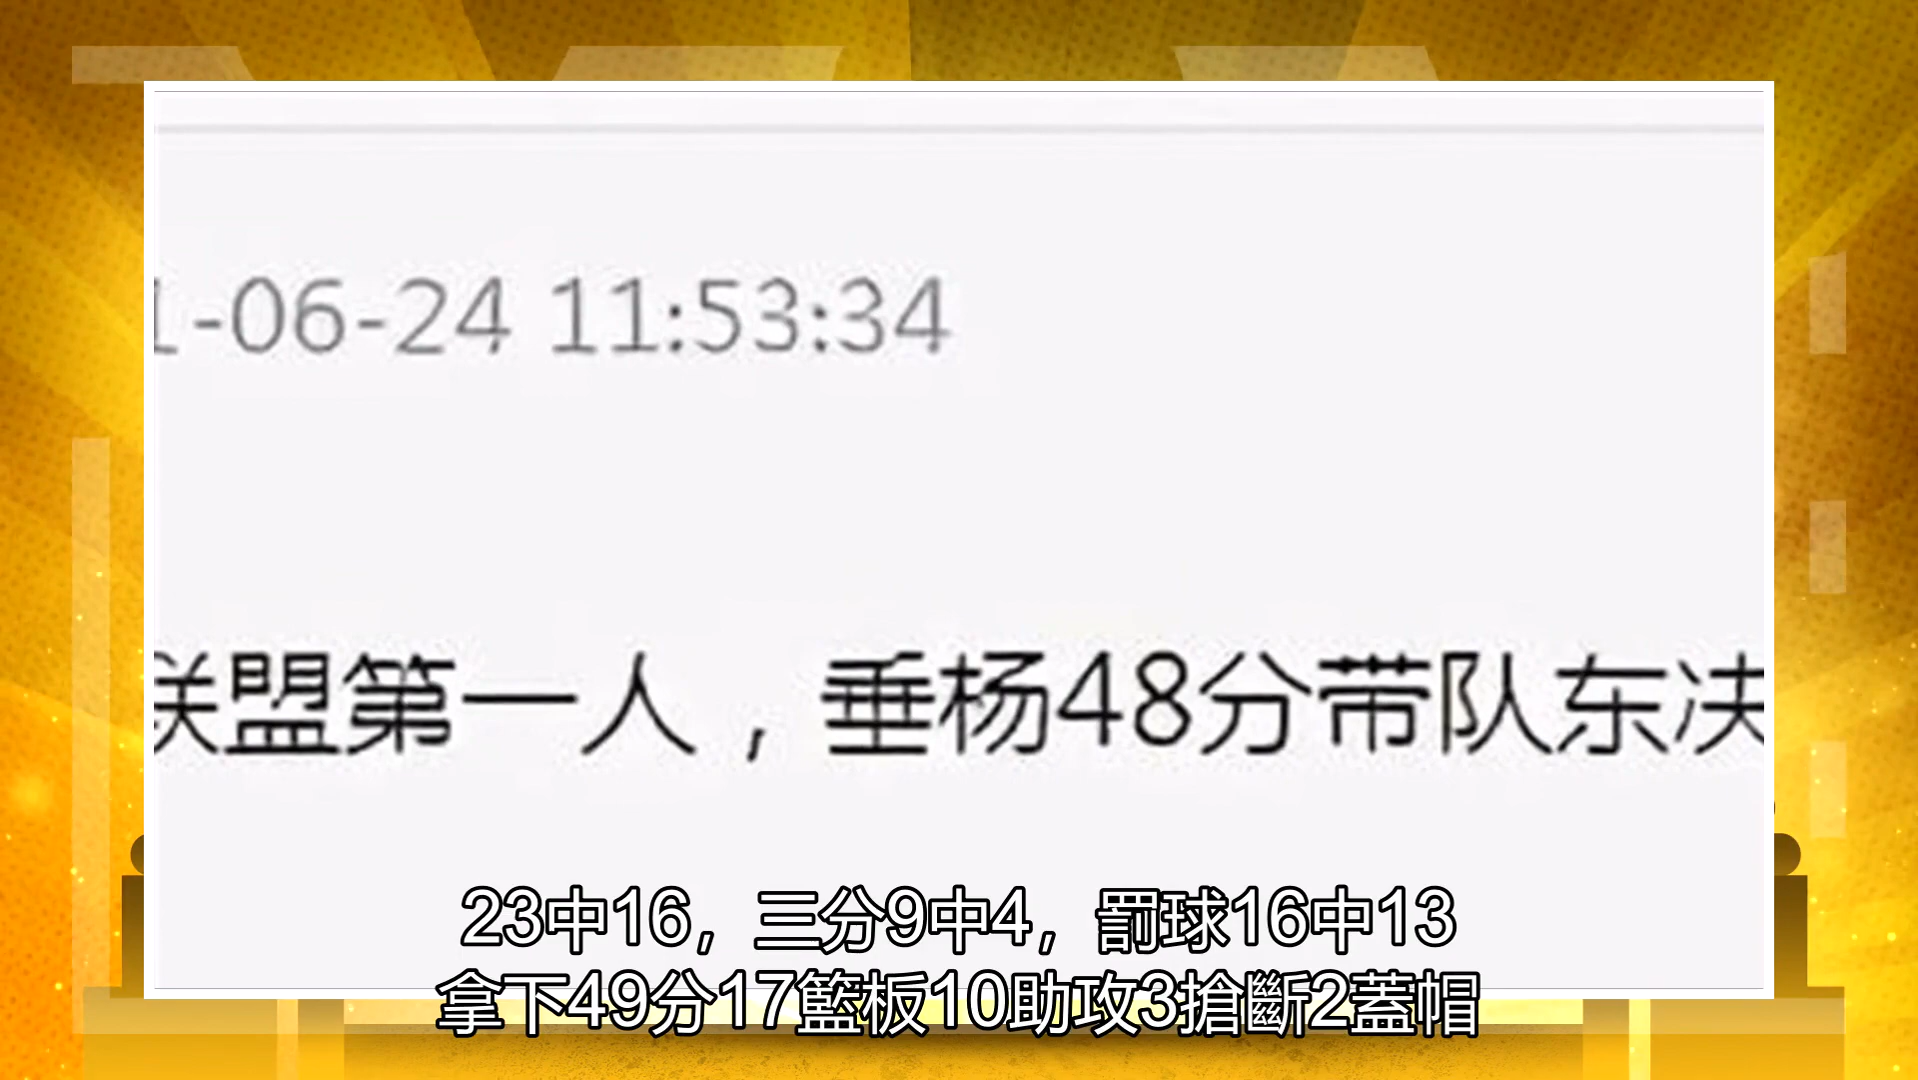 1-06-24 11:53:34
联盟第一人，垂杨48分带队东决
23中16，三分9中4，罰球16中13
拿下49分17籃板10助攻3搶斷2蓋帽